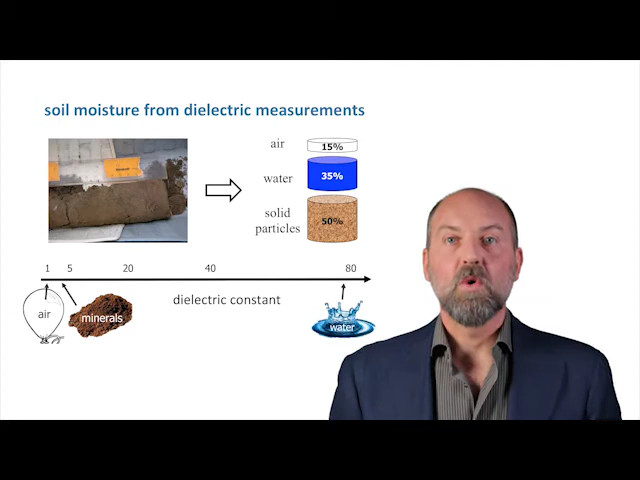 soil moisture from dielectric measurements
air
15%
water
35%
solid
particles
50%
1 5 20 40 80
dielectric constant
air
minerals
water